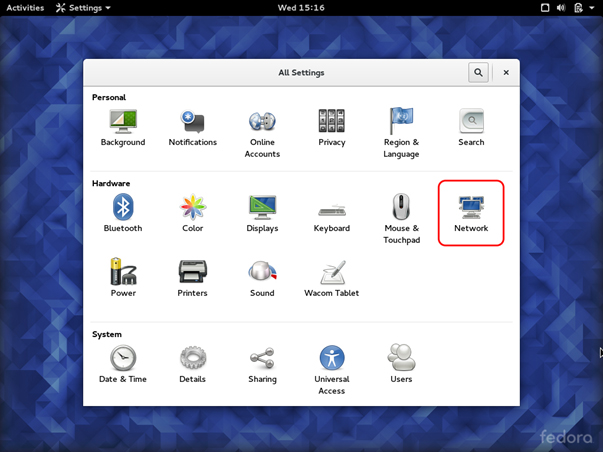 Activities Settings Wed 15:16
All Settings
Personal
Background Notifications Online Accounts Privacy Region & Language Search
Hardware
Bluetooth Color Displays Keyboard Mouse & Touchpad Network
Power Printers Sound Wacom Tablet
System
Date & Time Details Sharing Universal Access Users
fedora